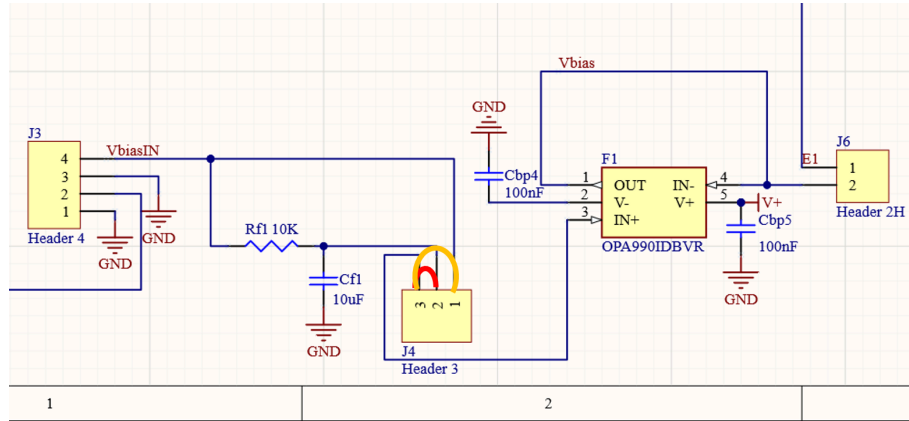 Vbias
GND
J3
4
VbiasIN
3
2
1
Header 4
GND
GND
Cbp4
100nF
F1
1
OUT
IN-
4
2
V-
V+
5
3
IN+
OPA990IDBVR
V+
Cbp5
100nF
GND
J6
E1
1
2
Header 2H
Rf1 10K
Cf1
10uF
GND
3
2
1
J4
Header 3
1
2